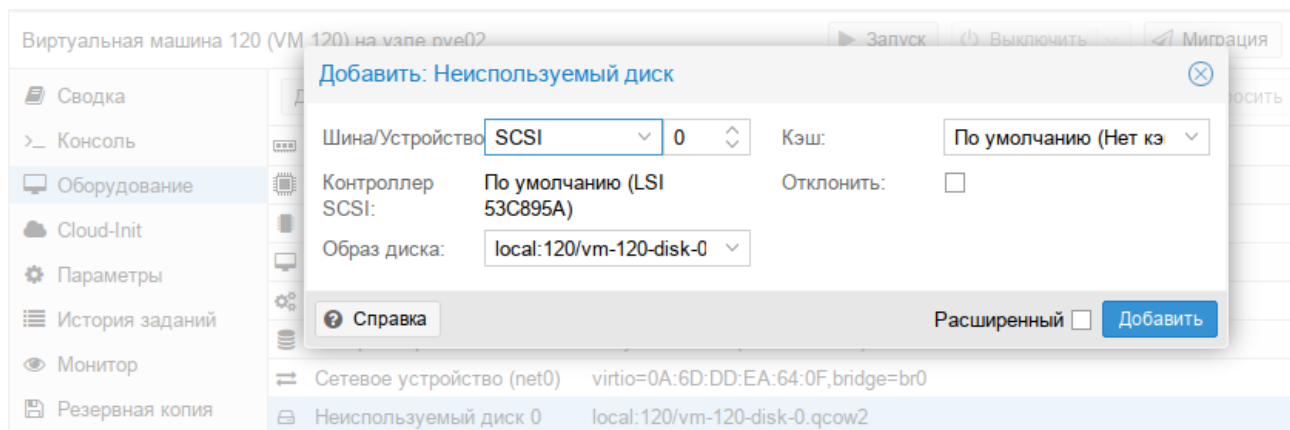 Виртуальная машина 120 (VM 120) на узле pve02
Запуск
Выключить
Миграция
Добавить: Неиспользуемый диск
Сводка
Консоль
Оборудование
Cloud-Init
Параметры
История заданий
Монитор
Резервная копия
Шина/Устройство SCSI 0 Кэш: По умолчанию (Нет кэ
Контроллер SCSI: По умолчанию (LSI 53C895A) Отклонить:
Образ диска: local:120/vm-120-disk-0
Справка Расширенный Добавить
Сетевое устройство (net0) virtio=0A:6D:DD:EA:64:0F,bridge=br0
Неиспользуемый диск 0 local:120/vm-120-disk-0.qcow2